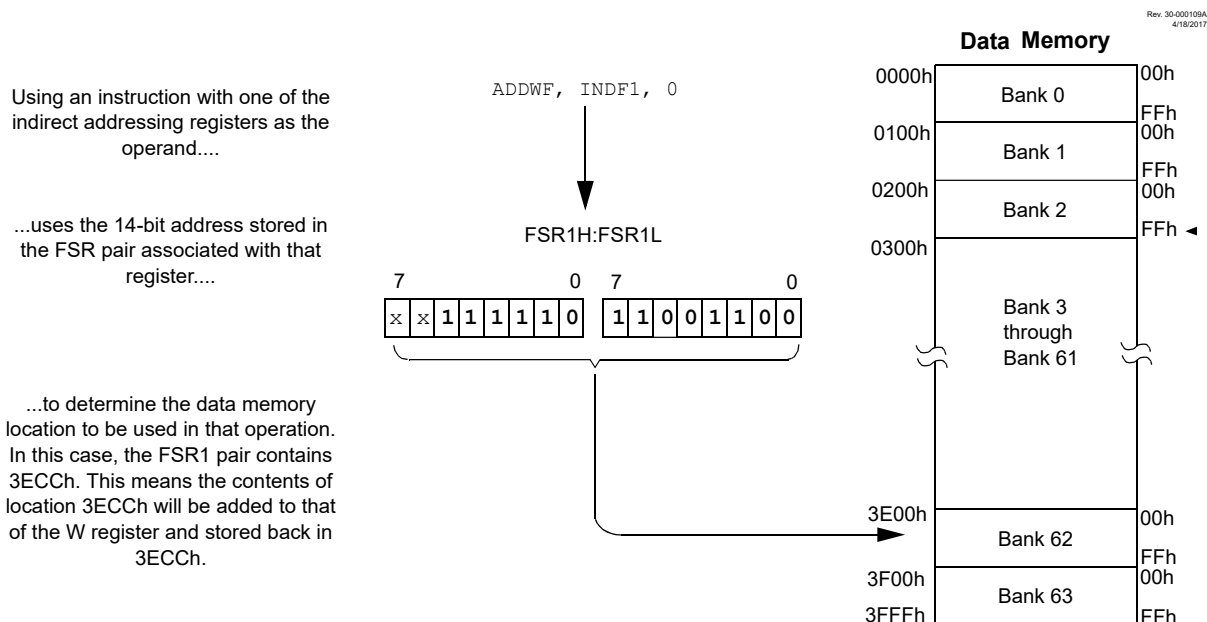 Rev. 30-000109A
4/18/2017
Using an instruction with one of the
indirect addressing registers as the
operand....
...uses the 14-bit address stored in
the FSR pair associated with that
register....
...to determine the data memory
location to be used in that operation.
In this case, the FSR1 pair contains
3ECCh. This means the contents of
location 3ECCh will be added to that
of the W register and stored back in
3ECCh.
ADDWF, INDF1, 0
FSR1H:FSR1L
7 0 7 0
x x 1 1 1 1 1 0 1 1 0 0 1 1 0 0
Data Memory
0000h 00h
Bank 0
FFh
0100h 00h
Bank 1
FFh
0200h 00h
Bank 2
FFh
0300h
Bank 3
through
Bank 61
3E00h 00h
Bank 62
FFh
3F00h 00h
Bank 63
3FFFh FFh